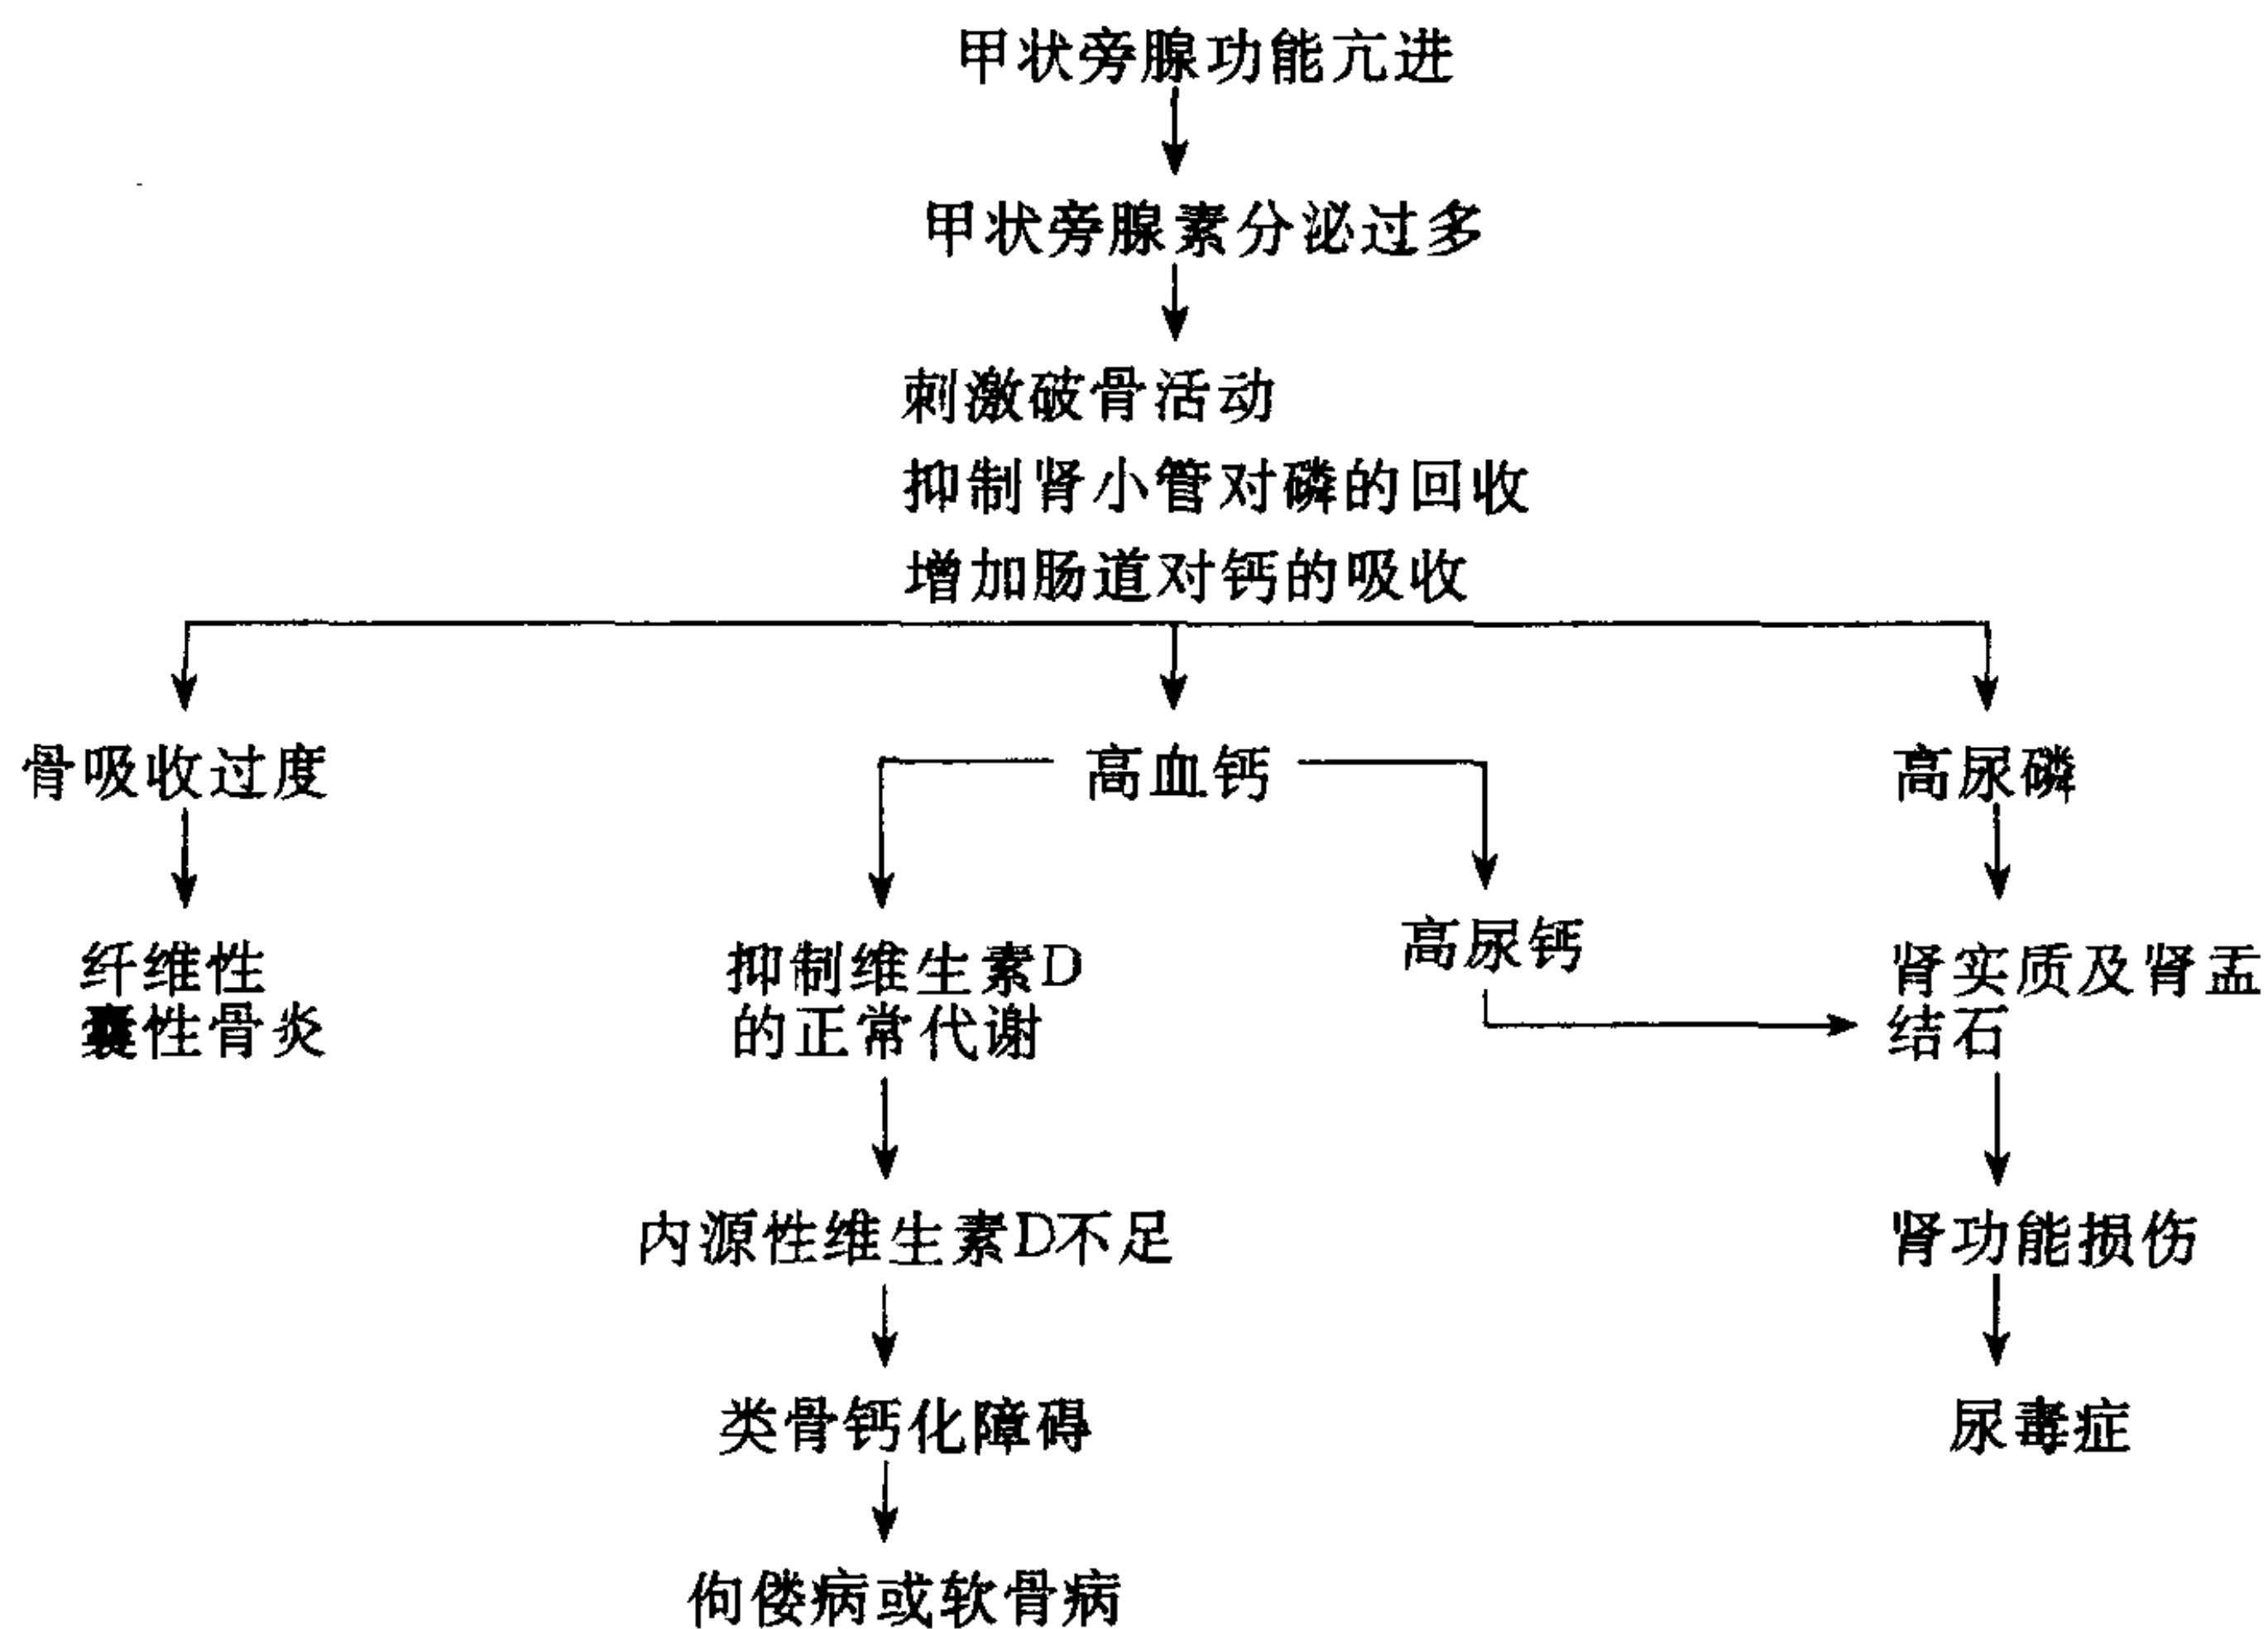 甲状旁腺功能亢进
甲状旁腺素分泌过多
刺激破骨活动
抑制肾小管对磷的回收
增加肠道对钙的吸收
骨吸收过度
高血钙
高尿磷
纤维性
囊性骨炎
抑制维生素D
的正常代谢
高尿钙
肾实质及肾盂
结石
内源性维生素D不足
肾功能损伤
类骨钙化障碍
尿毒症
佝偻病或软骨病